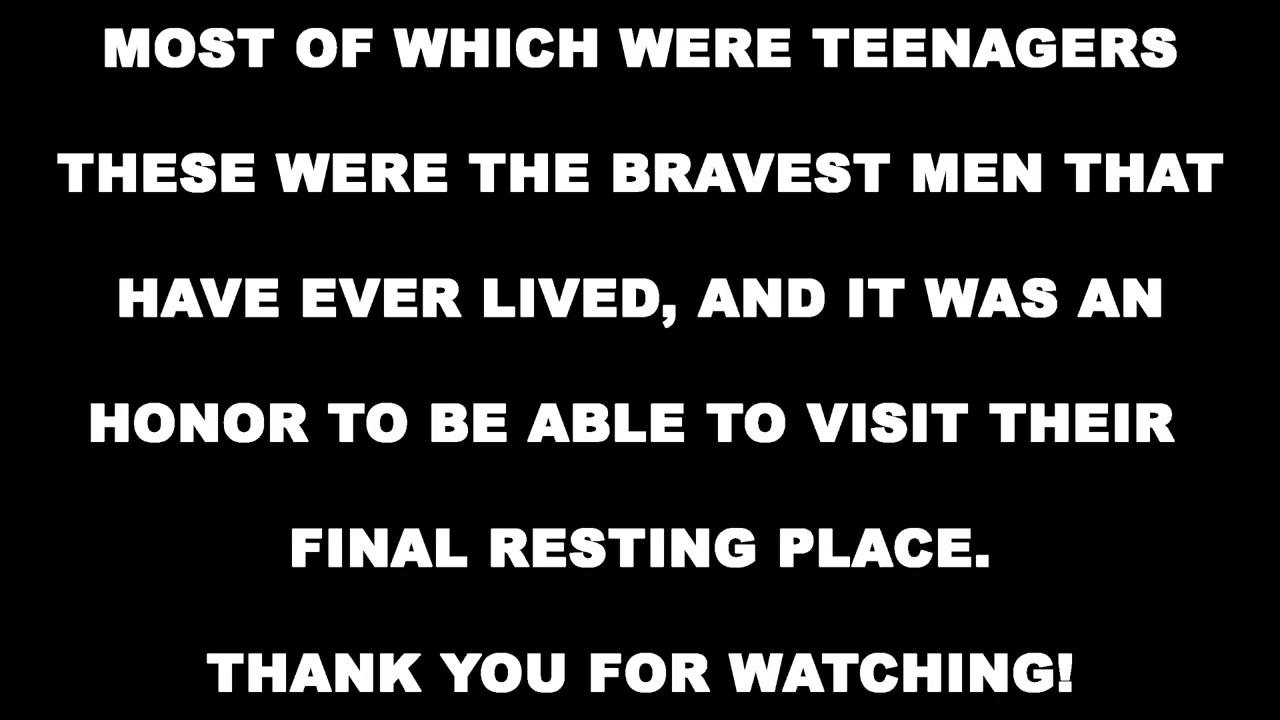 MOST OF WHICH WERE TEENAGERS
THESE WERE THE BRAVEST MEN THAT
HAVE EVER LIVED, AND IT WAS AN
HONOR TO BE ABLE TO VISIT THEIR
FINAL RESTING PLACE.
THANK YOU FOR WATCHING!